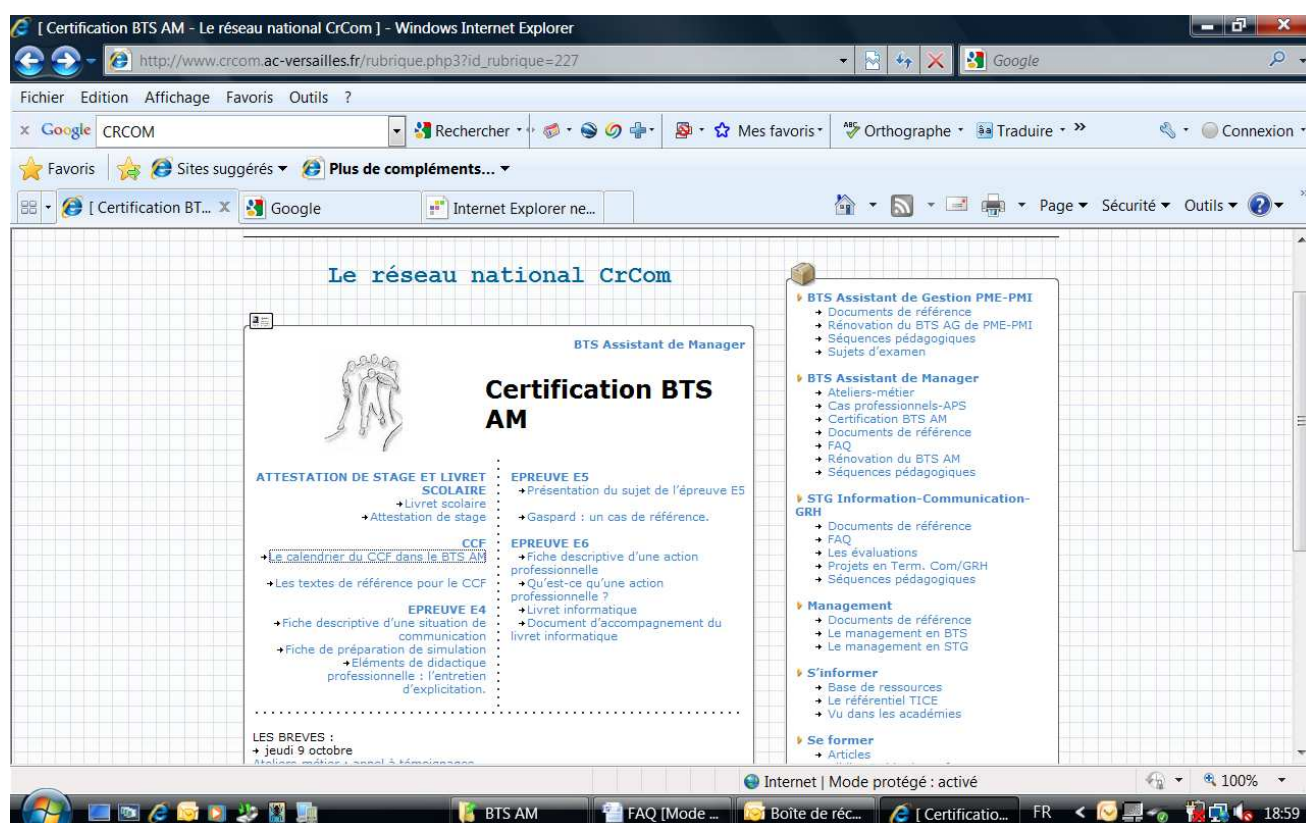 [ Certification BTS AM - Le réseau national CrCom ] - Windows Internet Explorer
http://www.crcom.ac-versailles.fr/rubrique.php3?id_rubrique=227
Google
Fichier Edition Affichage Favoris Outils ?
x Google CRCOM Rechercher Mes favoris Orthographe Traduire » Connexion
Favoris Sites suggérés Plus de compléments...
[ Certification BT... x Google Internet Explorer ne... Page Sécurité Outils »
Le réseau national CrCom
BTS Assistant de Manager
Certification BTS
AM
ATTESTATION DE STAGE ET LIVRET
SCOLAIRE
Livret scolaire
Attestation de stage
CCF
Le calendrier du CCF dans le BTS AM
Les textes de référence pour le CCF
EPREUVE E4
Fiche descriptive d'une situation de
communication
Fiche de préparation de simulation
Eléments de didactique
professionnelle : l'entretien
d'explicitation.
EPREUVE E5
Présentation du sujet de l'épreuve E5
Gaspard : un cas de référence.
EPREUVE E6
Fiche descriptive d'une action
professionnelle
Qu'est-ce qu'une action
professionnelle ?
Livret informatique
Document d'accompagnement du
livret informatique
LES BREVES :
jeudi 9 octobre
Ateliers-métier : appel à témoignages
BTS Assistant de Gestion PME-PMI
Documents de référence
Rénovation du BTS AG de PME-PMI
Séquences pédagogiques
Sujets d'examen
BTS Assistant de Manager
Ateliers-métier
Cas professionnels-APS
Certification BTS AM
Documents de référence
FAQ
Rénovation du BTS AM
Séquences pédagogiques
STG Information-Communication-
GRH
Documents de référence
FAQ
Les évaluations
Projets en Term. Com/GRH
Séquences pédagogiques
Management
Documents de référence
Le management en BTS
Le management en STG
S'informer
Base de ressources
Le référentiel TICE
Vu dans les académies
Se former
Articles
Internet | Mode protégé : activé 100%
BTS AM FAQ [Mode ... Boîte de réc... [ Certificatio... FR 18:59